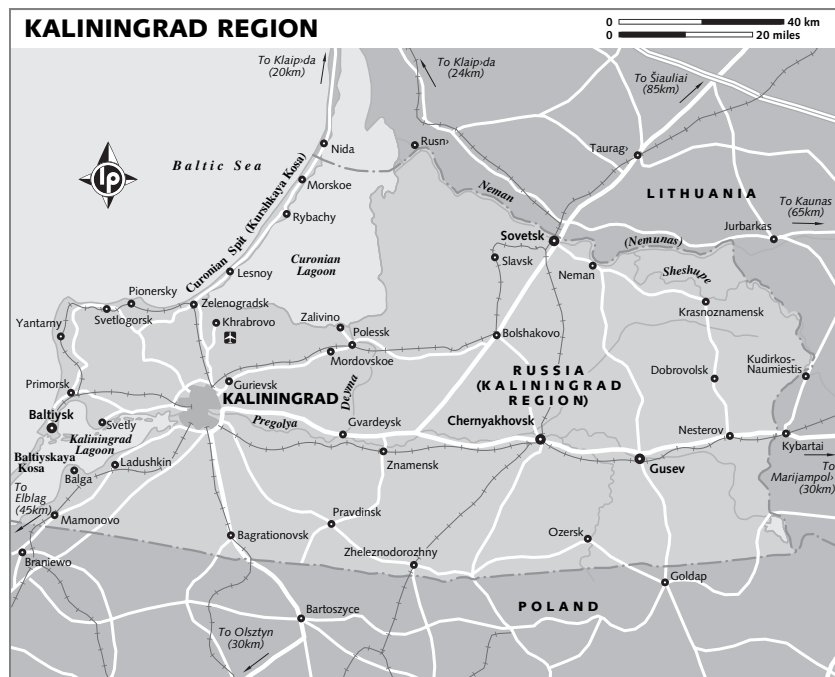 KALININGRAD REGION
0 40 km
0 20 miles
To Klaip›da
(20km)
To Klaip›da
(24km)
To Šiauliai
(85km)
lp
Baltic Sea
Nida
Rusn›
Taurag›
Morskoe
Neman
LITHUANIA
To Kaunas
(65km)
Rybachy
Curonian Spit (Kurshkaya Kosa)
Jurbarkas
Sovetsk
(Nemunas)
Curonian
Lagoon
Slavsk
Lesnoy
Neman
Sheshupe
Pionersky
Zelenogradsk
Krasnoznamensk
Svetlogorsk
Khrabrovo
Zalivino
Yantarny
Polessk
Bolshakovo
Mordovskoe
Kudirkos-
Naumiestis
RUSSIA
(KALININGRAD
REGION)
Dobrovolsk
Primorsk
Gurievsk
KALININGRAD
Baltiysk
Svetly
Pregolya
Gvardeysk
Chernyakhovsk
Nesterov
Kaliningrad
Lagoon
Kybartai
Baltiyskaya
Kosa
Ladushkin
Znamensk
Gusev
Balga
To
Marijampol›
(30km)
To
Elblag
(45km)
Mamonovo
Pravdinsk
Bagrationovsk
Ozersk
Zheleznodorozhny
Braniewo
Goldap
Bartoszyce
POLAND
To Olsztyn
(30km)